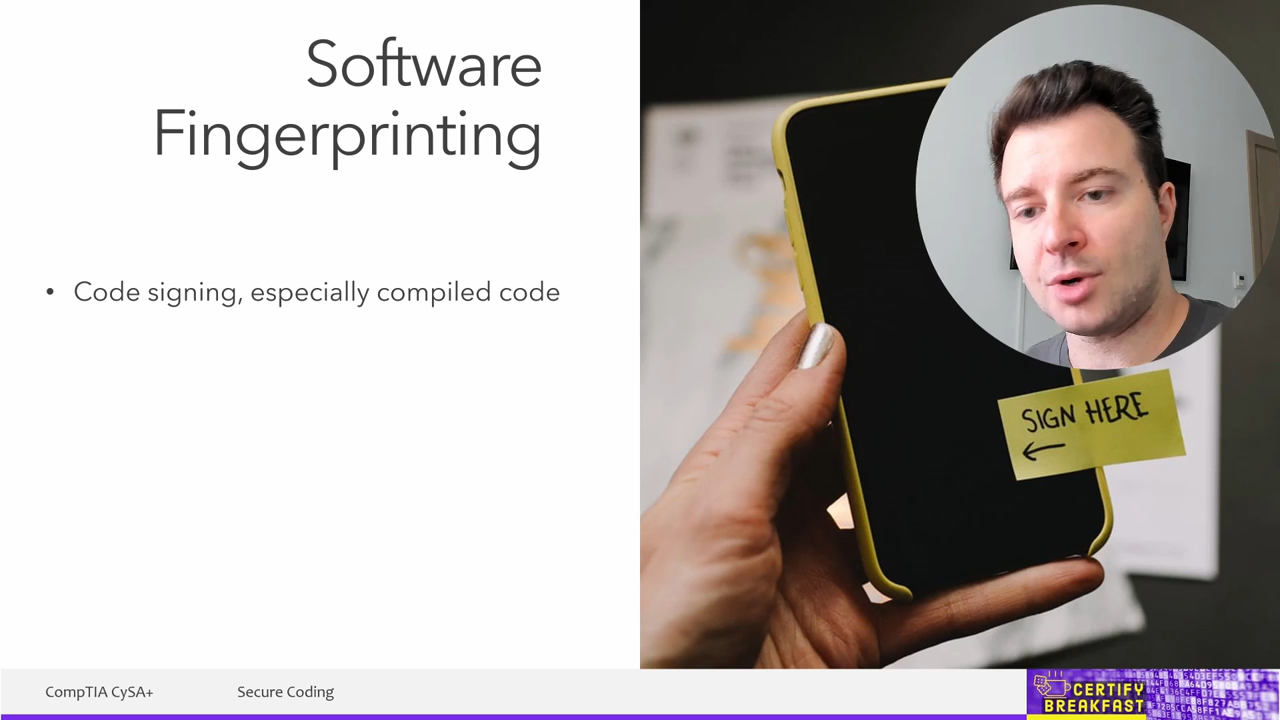 Software
Fingerprinting
• Code signing, especially compiled code
SIGN HERE
CompTIA CySA+
Secure Coding
CERTIFY
BREAKFAST